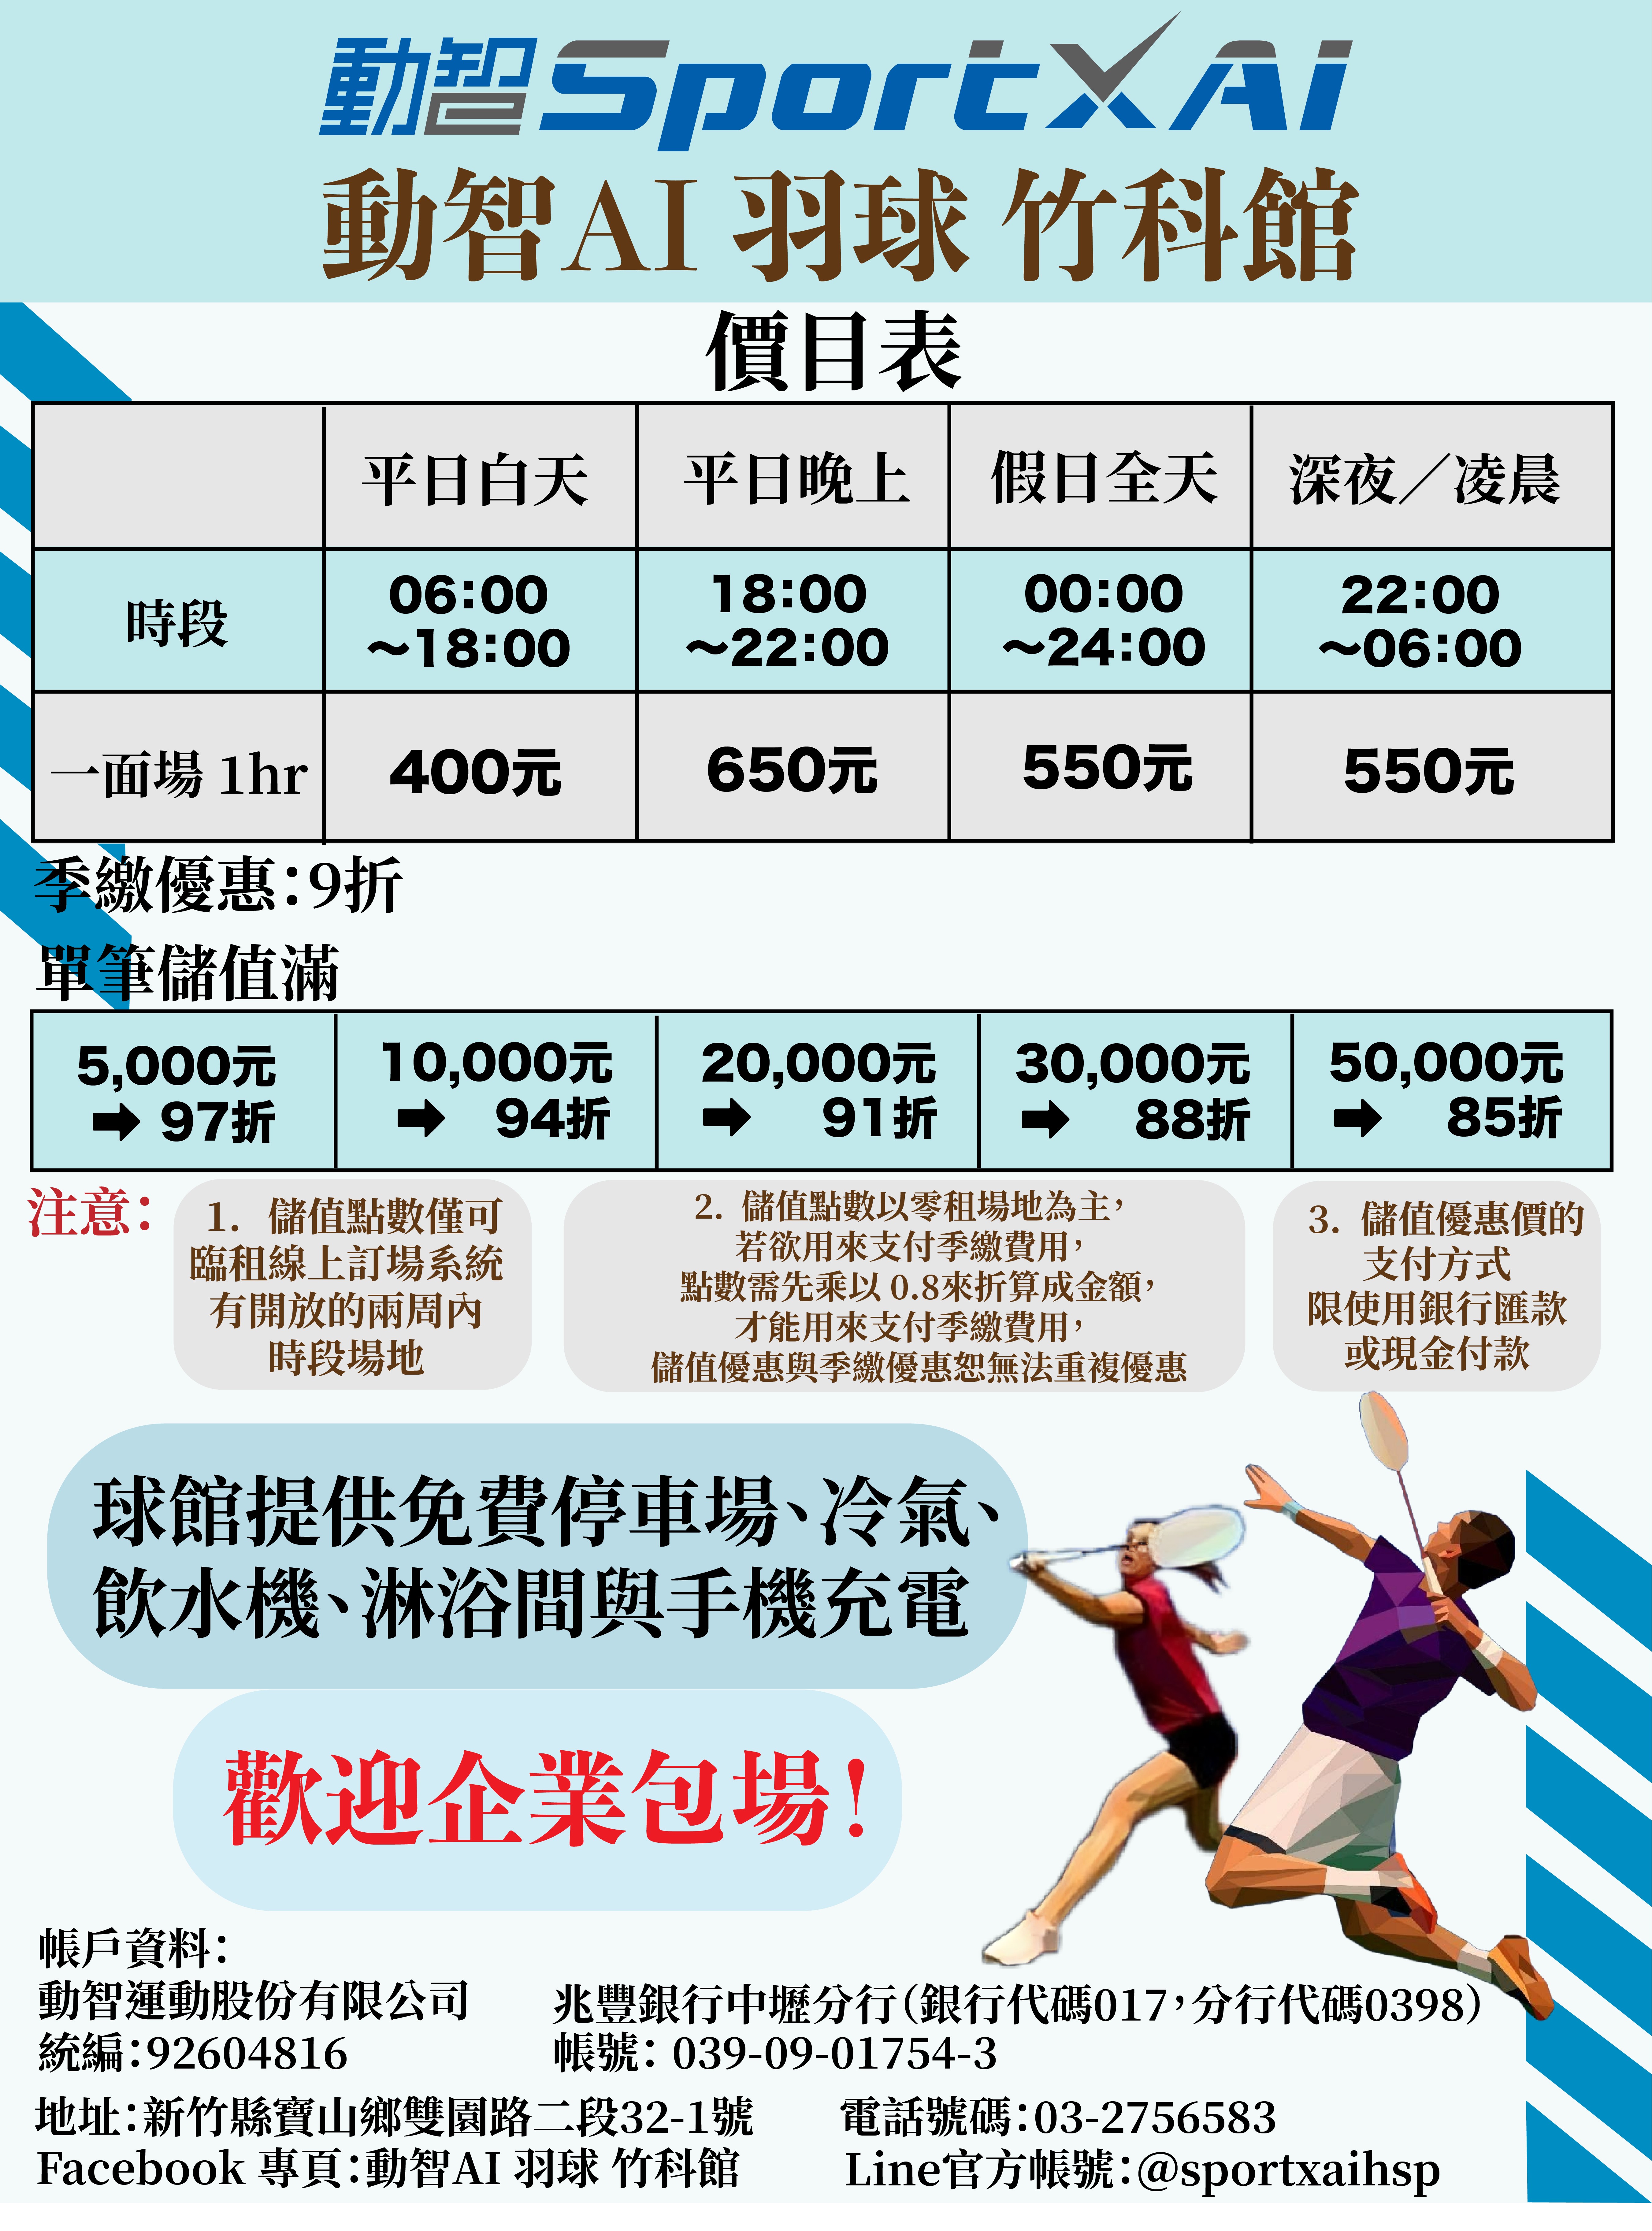 動智SportXAi
動智AI 羽球 竹科館
價目表
平日白天 平日晚上 假日全天 深夜／凌晨
時段 06:00～18:00 18:00～22:00 00:00～24:00 22:00～06:00
一面場 1hr 400元 650元 550元 550元
季繳優惠：9折
單筆儲值滿
5,000元 10,000元 20,000元 30,000元 50,000元
➡ 97折 ➡ 94折 ➡ 91折 ➡ 88折 ➡ 85折
注意：
1. 儲值點數僅可
臨租線上訂場系統
有開放的兩周內
時段場地
2. 儲值點數以零租場地為主，
若欲用來支付季繳費用，
點數需先乘以 0.8來折算成金額，
才能用來支付季繳費用，
儲值優惠與季繳優惠恕無法重複優惠
3. 儲值優惠價的
支付方式
限使用銀行匯款
或現金付款
球館提供免費停車場、冷氣、
飲水機、淋浴間與手機充電
歡迎企業包場！
帳戶資料：
動智運動股份有限公司
統編：92604816
兆豐銀行中壢分行（銀行代碼017，分行代碼0398）
帳號： 039-09-01754-3
地址：新竹縣寶山鄉雙園路二段32-1號
Facebook 專頁：動智AI 羽球 竹科館
電話號碼：03-2756583
Line官方帳號：@sportxaihsp